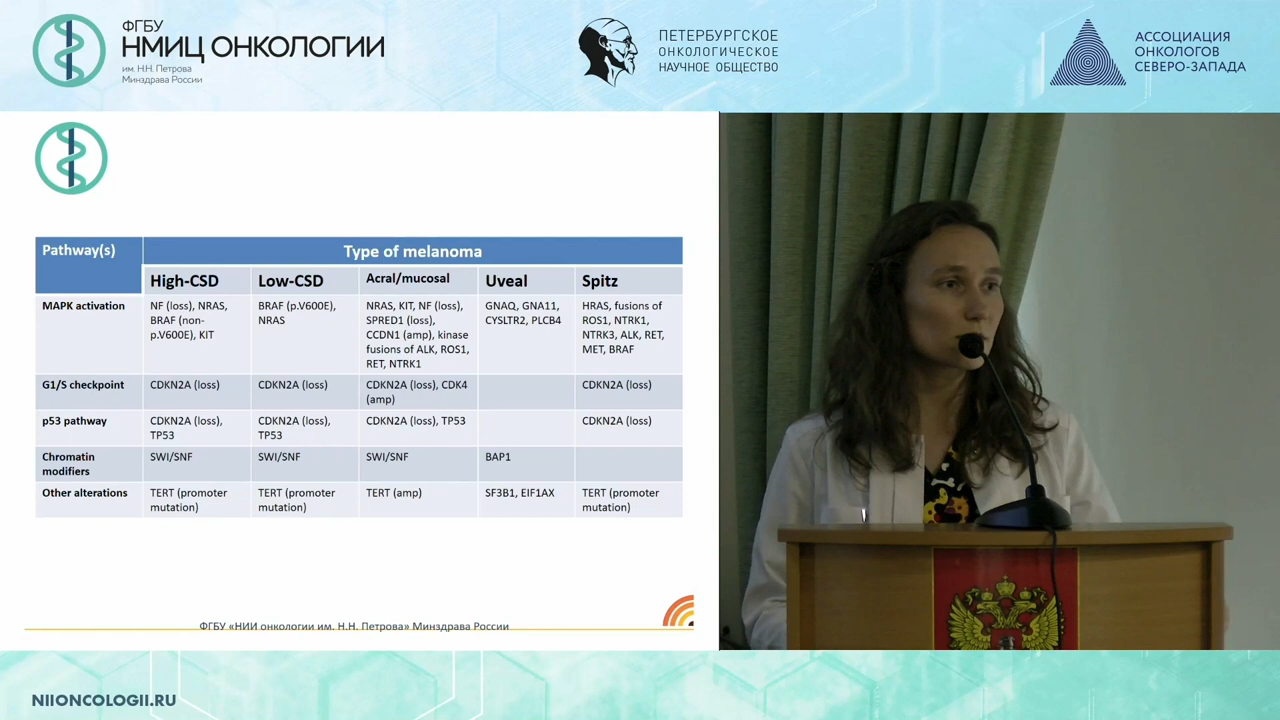 ФГБУ
НМИЦ ОНКОЛОГИИ
им. Н.Н. Петрова
Минздрава России
ПЕТЕРБУРГСКОЕ
ОНКОЛОГИЧЕСКОЕ
НАУЧНОЕ ОБЩЕСТВО
АССОЦИАЦИЯ
ОНКОЛОГОВ
СЕВЕРО-ЗАПАДА
Pathway(s)
Type of melanoma
High-CSD
Low-CSD
Acral/mucosal
Uveal
Spitz
MAPK activation
NF (loss), NRAS,
BRAF (non-
p.V600E), KIT
BRAF (p.V600E),
NRAS
NRAS, KIT, NF (loss),
SPRED1 (loss),
CCDN1 (amp), kinase
fusions of ALK, ROS1,
RET, NTRK1
GNAQ, GNA11,
CYSLTR2, PLCB4
HRAS, fusions of
ROS1, NTRK1,
NTRK3, ALK, RET,
MET, BRAF
G1/S checkpoint
CDKN2A (loss)
CDKN2A (loss)
CDKN2A (loss), CDK4
(amp)
CDKN2A (loss)
p53 pathway
CDKN2A (loss),
TP53
CDKN2A (loss),
TP53
CDKN2A (loss), TP53
CDKN2A (loss)
Chromatin
modifiers
SWI/SNF
SWI/SNF
SWI/SNF
BAP1
Other alterations
TERT (promoter
mutation)
TERT (promoter
mutation)
TERT (amp)
SF3B1, EIF1AX
TERT (promoter
mutation)
ФГБУ «НИИ онкологии им. Н.Н. Петрова» Минздрава России
NIIONCOLOGII.RU